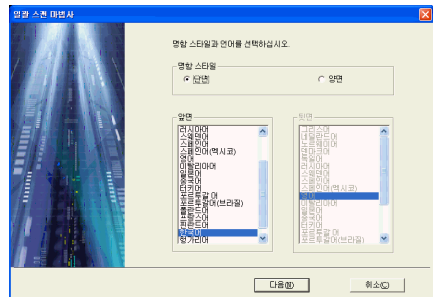 일괄 스캔 마법사
명함 스타일과 언어를 선택하십시오.
명함 스타일
단면
양면
앞면
러시아어
스웨덴어
스페인어
스페인어(멕시코)
영어
이탈리아어
일본어
중국어
터키어
포르투갈 어
포르투갈어(브라질)
폴란드어
프랑스어
핀란드어
한국어
헝가리어
뒷면
그리스어
네덜란드어
노르웨이어
덴마크어
독일어
러시아어
스웨덴어
스페인어
스페인어(멕시코)
영어
이탈리아어
일본어
중국어
터키어
포르투갈 어
포르투갈어(브라질)
다음(N)
취소(C)